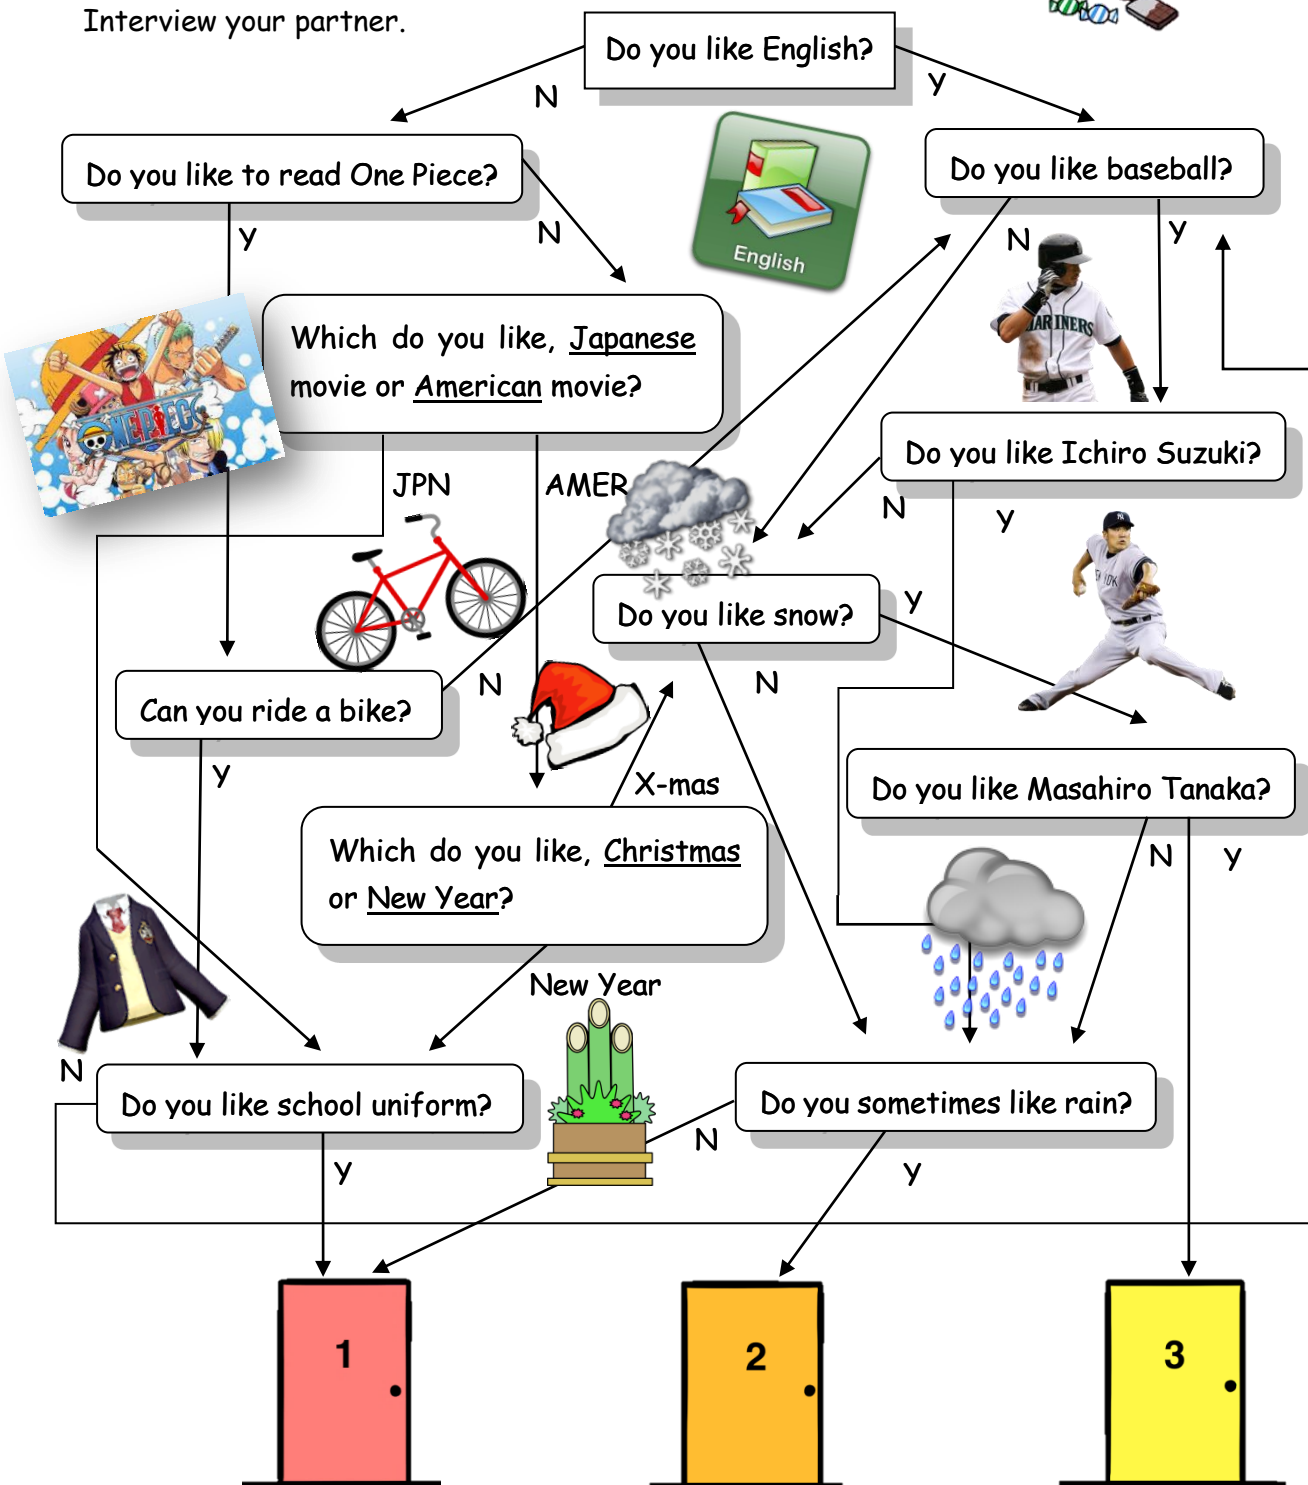 Interview your partner.
Do you like English?
N
Y
Do you like to read One Piece?
Do you like baseball?
Y
N
N
Y
English
Which do you like, Japanese
movie or American movie?
MARINERS
ONE PIECE
Do you like Ichiro Suzuki?
JPN
AMER
N
Y
Do you like snow?
Y
N
N
Can you ride a bike?
Y
X-mas
Do you like Masahiro Tanaka?
Which do you like, Christmas
or New Year?
N
Y
New Year
N
Do you like school uniform?
Do you sometimes like rain?
N
Y
Y
1
2
3